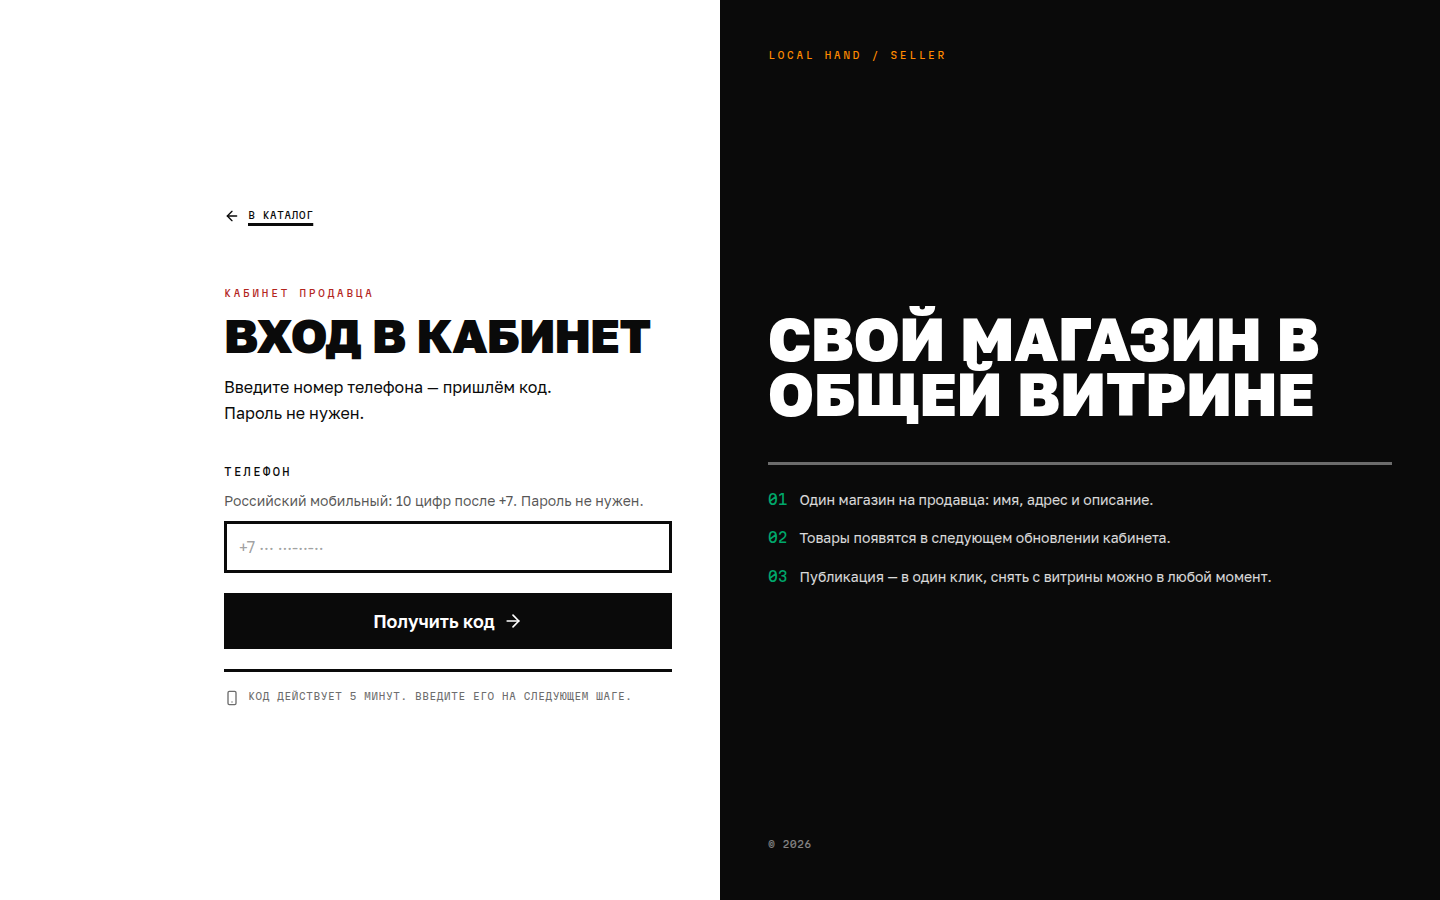 В КАТАЛОГ
КАБИНЕТ ПРОДАВЦА
ВХОД В КАБИНЕТ
Введите номер телефона — пришлём код.
Пароль не нужен.
ТЕЛЕФОН
Российский мобильный: 10 цифр после +7. Пароль не нужен.
+7 ··· ···-··-··
Получить код →
КОД ДЕЙСТВУЕТ 5 МИНУТ. ВВЕДИТЕ ЕГО НА СЛЕДУЮЩЕМ ШАГЕ.
LOCAL HAND / SELLER
СВОЙ МАГАЗИН В
ОБЩЕЙ ВИТРИНЕ
01 Один магазин на продавца: имя, адрес и описание.
02 Товары появятся в следующем обновлении кабинета.
03 Публикация — в один клик, снять с витрины можно в любой момент.
© 2026